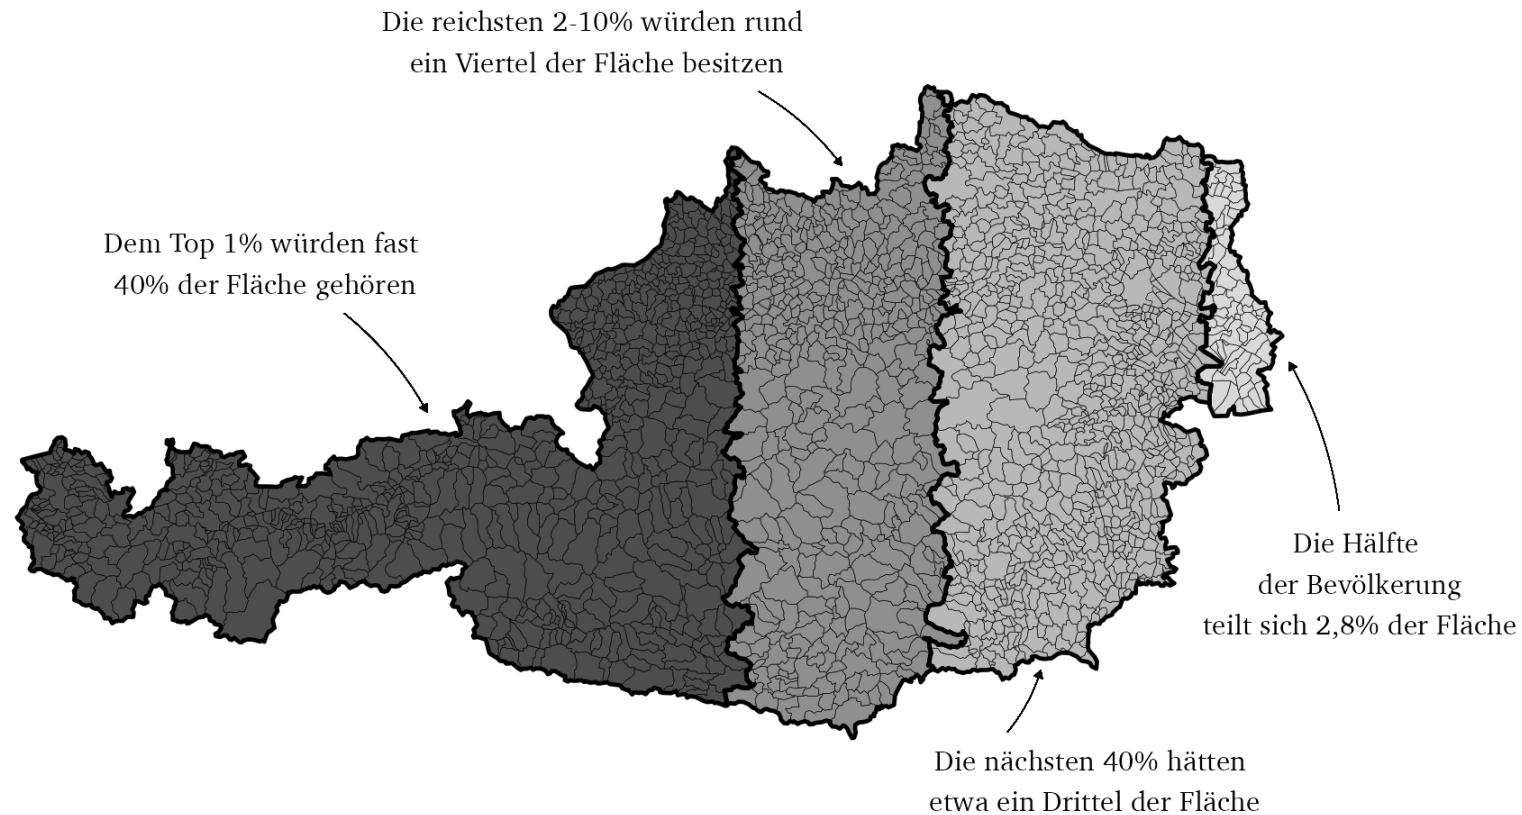 Die reichsten 2-10% würden rund
ein Viertel der Fläche besitzen
Dem Top 1% würden fast
40% der Fläche gehören
Die Hälfte
der Bevölkerung
teilt sich 2,8% der Fläche
Die nächsten 40% hätten
etwa ein Drittel der Fläche